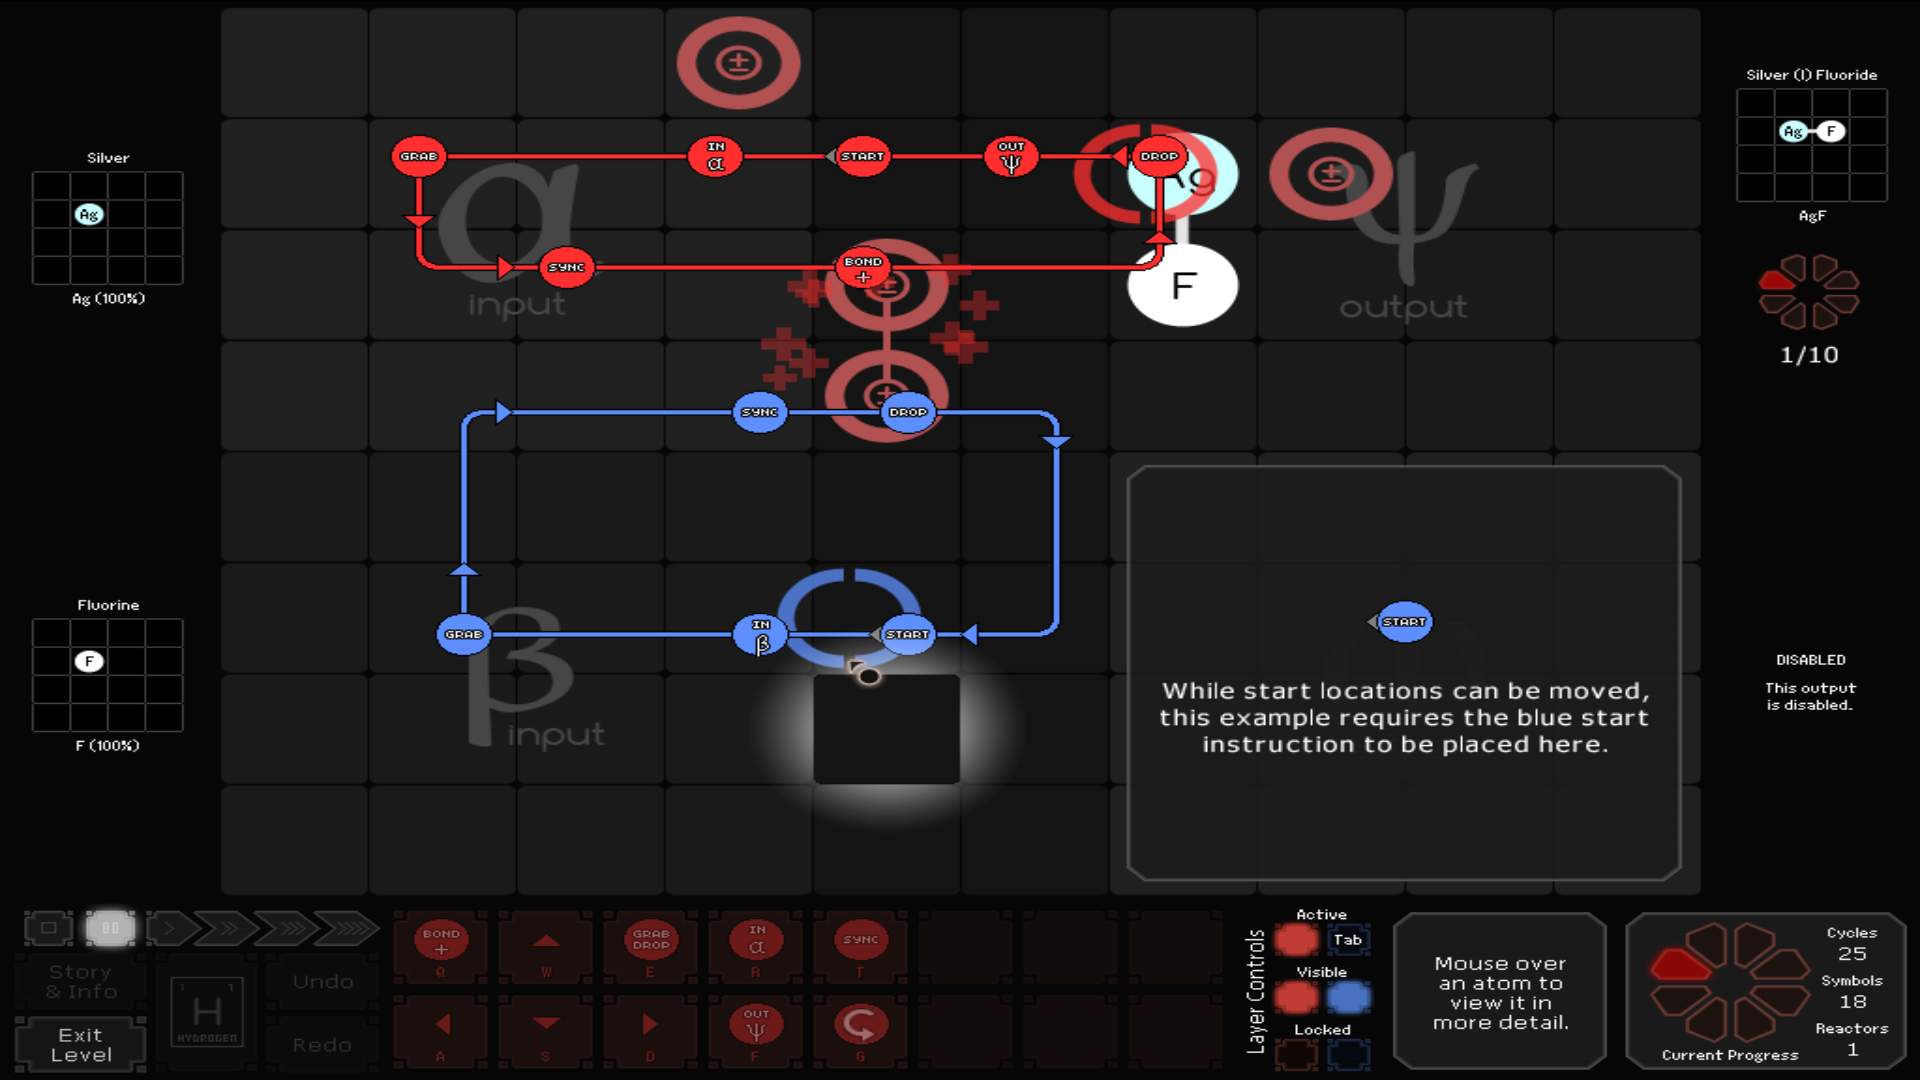 Silver (I) Fluoride
Ag F
AgF
1/10
Silver
Ag
Ag (100%)
GRAB
IN
α
START
OUT
ψ
DROP
Ag
α
input
SYNC
BOND
+
F
ψ
output
SYNC
DROP
GRAB
IN
β
START
β
input
Fluorine
F
F (100%)
START
While start locations can be moved,
this example requires the blue start
instruction to be placed here.
DISABLED
This output
is disabled.
Story
& Info
Exit
Level
1 1
H
HYDROGEN
Undo
Redo
BOND
+
Q
W
GRAB
DROP
E
IN
α
R
SYNC
T
A
S
D
OUT
ψ
F
G
Layer Controls
Active
Tab
Visible
Locked
Mouse over
an atom to
view it in
more detail.
Cycles
25
Symbols
18
Reactors
1
Current Progress